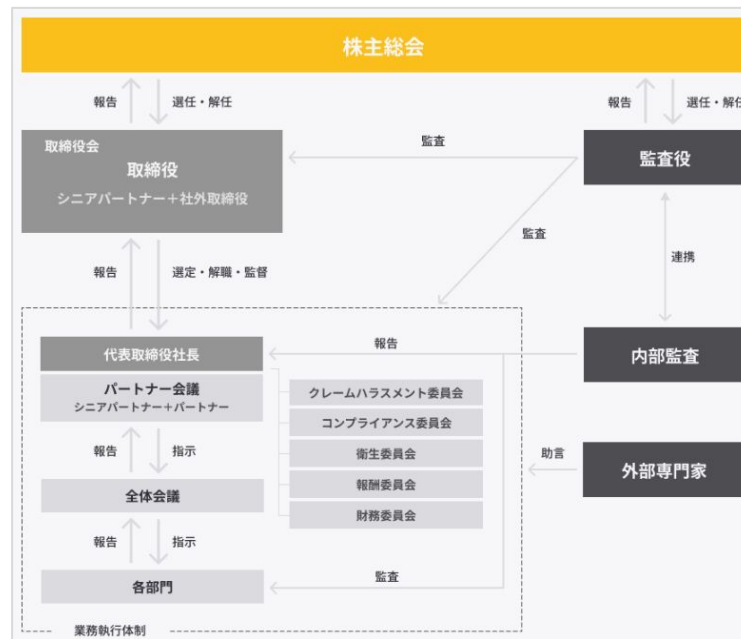 株主総会
報告
選任・解任
報告
選任・解任
取締役会
取締役
シニアパートナー＋社外取締役
監査
監査役
監査
報告
選定・解職・監督
連携
代表取締役社長
報告
内部監査
パートナー会議
シニアパートナー＋パートナー
クレームハラスメント委員会
コンプライアンス委員会
報告
指示
衛生委員会
助言
外部専門家
全体会議
報酬委員会
財務委員会
報告
指示
各部門
監査
業務執行体制